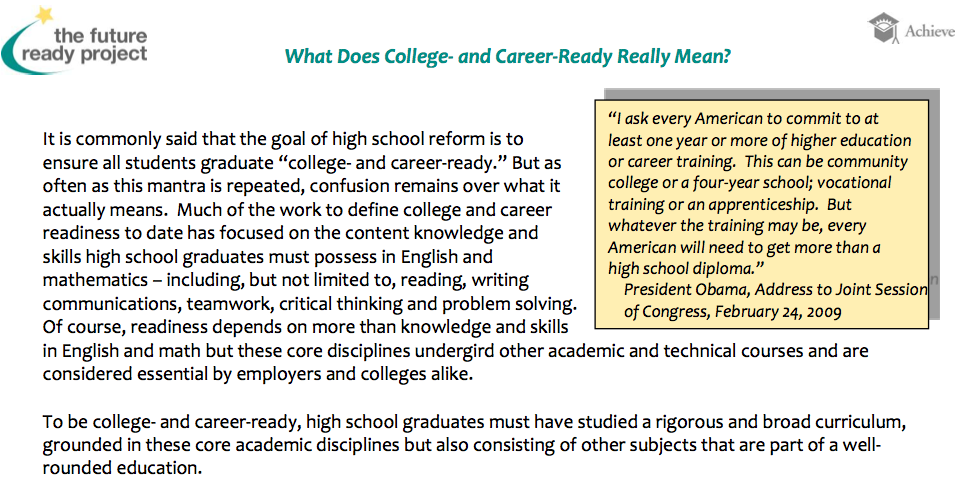 the future
ready project
Achieve
What Does College- and Career-Ready Really Mean?
It is commonly said that the goal of high school reform is to
ensure all students graduate “college- and career-ready.” But as
often as this mantra is repeated, confusion remains over what it
actually means.  Much of the work to define college and career
readiness to date has focused on the content knowledge and
skills high school graduates must possess in English and
mathematics – including, but not limited to, reading, writing
communications, teamwork, critical thinking and problem solving.
Of course, readiness depends on more than knowledge and skills
in English and math but these core disciplines undergird other academic and technical courses and are
considered essential by employers and colleges alike.
“I ask every American to commit to at
least one year or more of higher education
or career training.  This can be community
college or a four-year school; vocational
training or an apprenticeship.  But
whatever the training may be, every
American will need to get more than a
high school diploma.”
President Obama, Address to Joint Session
of Congress, February 24, 2009
To be college- and career-ready, high school graduates must have studied a rigorous and broad curriculum,
grounded in these core academic disciplines but also consisting of other subjects that are part of a well-
rounded education.